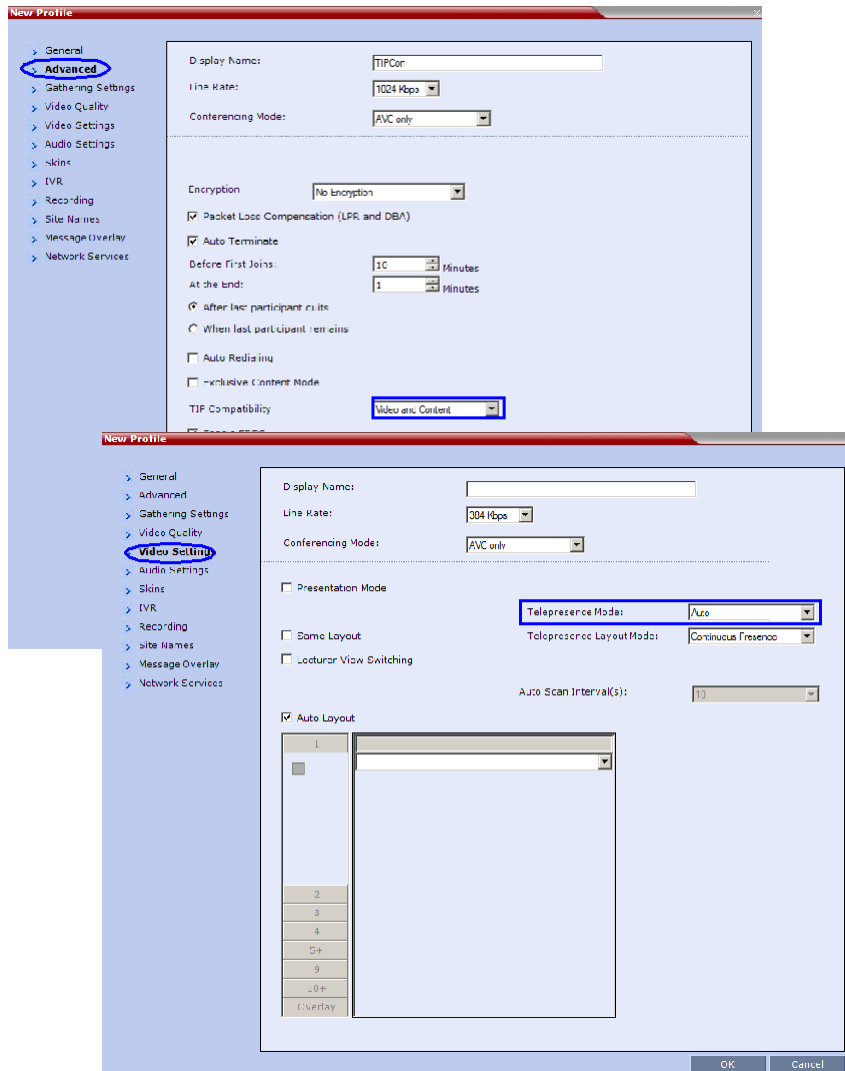 New Profile
General
Advanced
Gathering Settings
Video Quality
Video Settings
Audio Settings
Skins
IVR
Recording
Site Names
Message Overlay
Network Services
Display Name: TIPCon
Line Rate: 1024 Kbps
Conferencing Mode: AVC only
Encryption No Encryption
Packet Loss Compensation (LPR and DBA)
Auto Terminate
Before First Joins: 10 Minutes
At the End: 1 Minutes
After last participant quits
When last participant remains
Auto Redialing
Exclusive Content Mode
TIP Compatibility Video and Content
New Profile
General
Advanced
Gathering Settings
Video Quality
Video Setting
Audio Settings
Skins
IVR
Recording
Site Names
Message Overlay
Network Services
Display Name:
Line Rate: 384 Kbps
Conferencing Mode: AVC only
Presentation Mode
Telepresence Mode: Auto
Same Layout
Telepresence Layout Mode: Continuous Presence
Lecturer View Switching
Auto Scan Interval(s): 10
Auto Layout
1
2
3
4
5+
9
10+
Overlay
OK Cancel